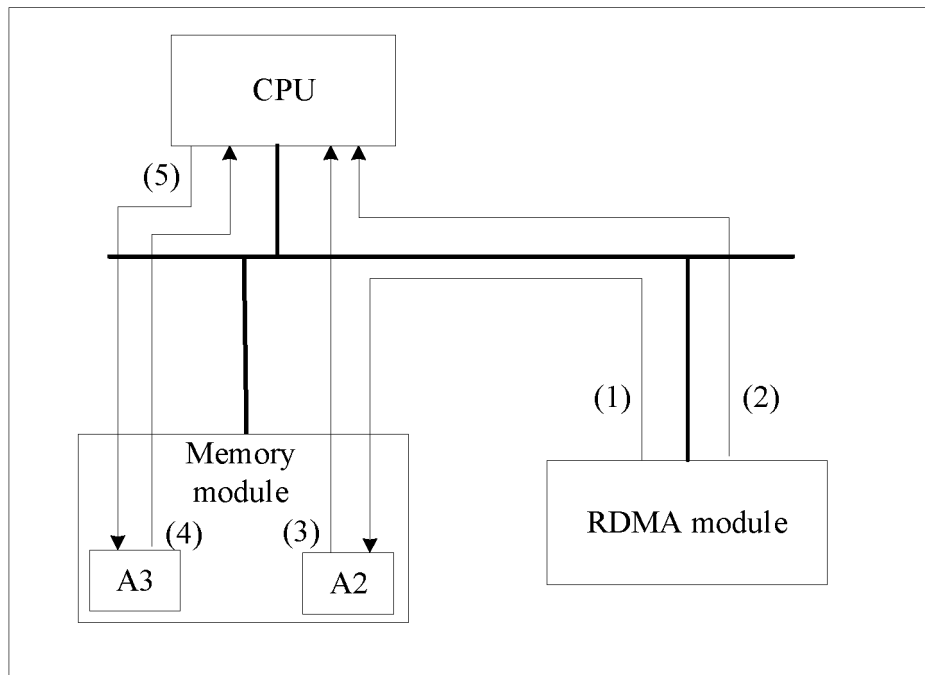 CPU
(5)
(1)
(2)
Memory
module
RDMA module
(4)
(3)
A3
A2